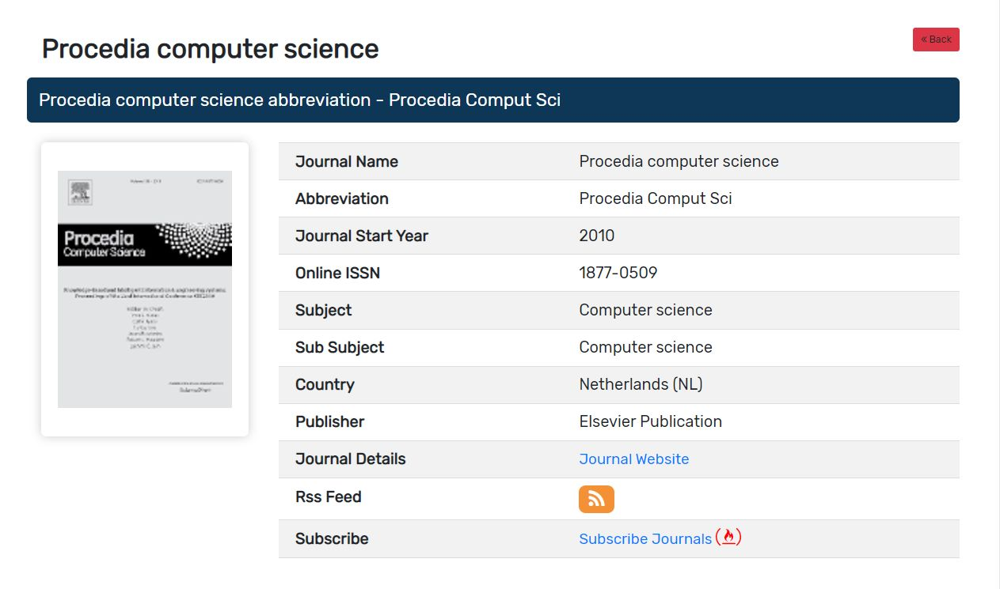 Procedia computer science
« Back
Procedia computer science abbreviation - Procedia Comput Sci
Procedia
Computer Science
Journal Name Procedia computer science
Abbreviation Procedia Comput Sci
Journal Start Year 2010
Online ISSN 1877-0509
Subject Computer science
Sub Subject Computer science
Country Netherlands (NL)
Publisher Elsevier Publication
Journal Details Journal Website
Rss Feed
Subscribe Subscribe Journals